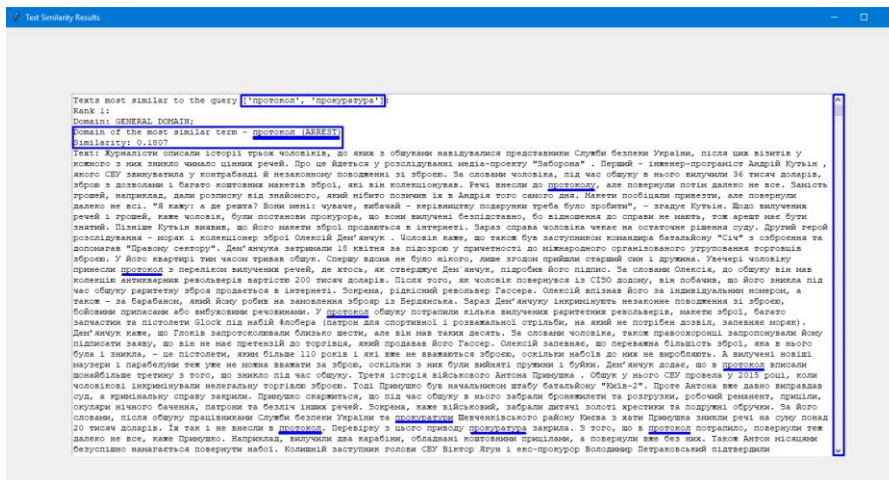 Text Similarity Results
Texts most similar to the query ['протокол', 'прокуратура']:
Rank 1:
Domain: GENERAL DOMAIN;
Domain of the most similar term - протокол (ARREST)
Similarity: 0.1807
Text: Журналісти описали історії трьох чоловіків, до яких з обшуками навідувалися представники Служби безпеки України, після цих візитів у
кожного з них зникло чимало цінних речей. Про це йдеться у розслідуванні медіа-проекту "Заборона" . Перший - інженер-програміст Андрій Кутьін ,
якого СБУ звинуватила у контрабанді й незаконному поводженні зі зброєю. За словами чоловіка, під час обшуку в нього вилучили 36 тисяч доларів,
зброю з дозволами і багато коштовних макетів зброї, які він колекціонував. Речі внесли до протоколу, але повернули потім далеко не все. Замість
грошей, наприклад, дали розписку від знайомого, який нібито позичив їх в Андрія того самого дня. Макети пообіцяли привезти, але повернули
далеко не всі. "Я кажу: а де решта? Вони мені: чуваче, вибачай - керівництву подарунки треба було зробити", - згадує Кутьін. Щодо вилучених
речей і грошей, каже чоловік, були постанови прокурора, що вони вилучені безпідставно, бо відношення до справи не мають, тож арешт має бути
знятий. Пізніше Кутьін виявив, що його макети зброї продаються в інтернеті. Зараз справа чоловіка чекає на остаточне рішення суду. Другий герой
розслідування - моряк і колекціонер зброї Олексій Дем'янчук . Чоловік каже, що також був заступником командира батальйону "Січ" з озброєння та
допомагав "Правому сектору". Дем'янчука затримали 18 квітня за підозрою у причетності до міжнародного організованого угруповання торговців
зброєю. У його квартирі тим часом тривав обшук. Спершу вдома не було нікого, лише згодом прийшли старший син і дружина. Увечері чоловіку
принесли протокол з переліком вилучених речей, де хтось, як стверджує Дем'янчук, підробив його підпис. За словами Олексія, до обшуку він мав
колекцію антикварних револьверів вартістю 200 тисяч доларів. Після того, як чоловік повернувся із СІЗО додому, він побачив, що його зникла під
час обшуку раритетну зброя продається в інтернеті. Зокрема, рідкісний револьвер Гассера. Олексій впізнав його за індивідуальним номером, а
також - за барабаном, який йому робив на замовлення зброяр із Бердянська. Зараз Дем'янчуку інкримінують незаконне поводження зі зброєю,
бойовими припасами або вибуховими речовинами. У протокол обшуку потрапили кілька вилучених раритетних револьверів, макети зброї, багато
запчастин та пістолети Glock під набій Флобера (патрон для спортивної і розважальної стрільби, на який не потрібен дозвіл, запевняє моряк).
Дем'янчук каже, що Глоків запротоколювали близько шести, але він мав таких десять. За словами чоловіка, також правоохоронці запропонували йому
підписати заяву, що він не має претензій до торгівця, який продавав його Гассер. Олексій запевняє, що переважна більшість зброї, яка в нього
була і зникла, - це пістолети, яким більше 110 років і які вже не вважаються зброєю, оскільки набоїв до них не виробляють. А вилучені новіші
маузери і парабелуми теж уже не можна вважати за зброю, оскільки з них були вийняті пружини і буйки. Дем'янчук додає, що в протокол вписали
щонайбільше третину з того, що зникло під час обшуку. Третя історія військового Антона Примушка . Обшук у нього СБУ провела у 2015 році, коли
чоловікові інкримінували нелегальну торгівлю зброєю. Тоді Примушко був начальником штабу батальйону "Київ-2". Проте Антона вже давно виправдав
суд, а кримінальну справу закрили. Примушко скаржиться, що під час обшуку в нього забрали бронежилети та розгрузки, робочий ременант, приціли,
окуляри нічного бачення, патрони та безліч інших речей. Зокрема, каже військовий, забрали дитячі золоті хрестики та подружні обручки. За його
словами, після обшуку працівниками Служби безпеки України та прокуратури Шевченківського району Києва з хати Примушка зникли речі на суму понад
20 тисяч доларів. Їх так і не внесли в протокол. Перевірку з цього приводу прокуратура закрила. З того, що в протокол потрапило, повернули теж
далеко не все, каже Примушко. Наприклад, вилучили два карабіни, обладнані коштовними прицілами, а повернули вже без них. Також Антон місяцями
безуспішно намагається повернути набої. Колишній заступник голови СБУ Віктор Ягун і екс-прокурор Володимир Петраковський підтвердили